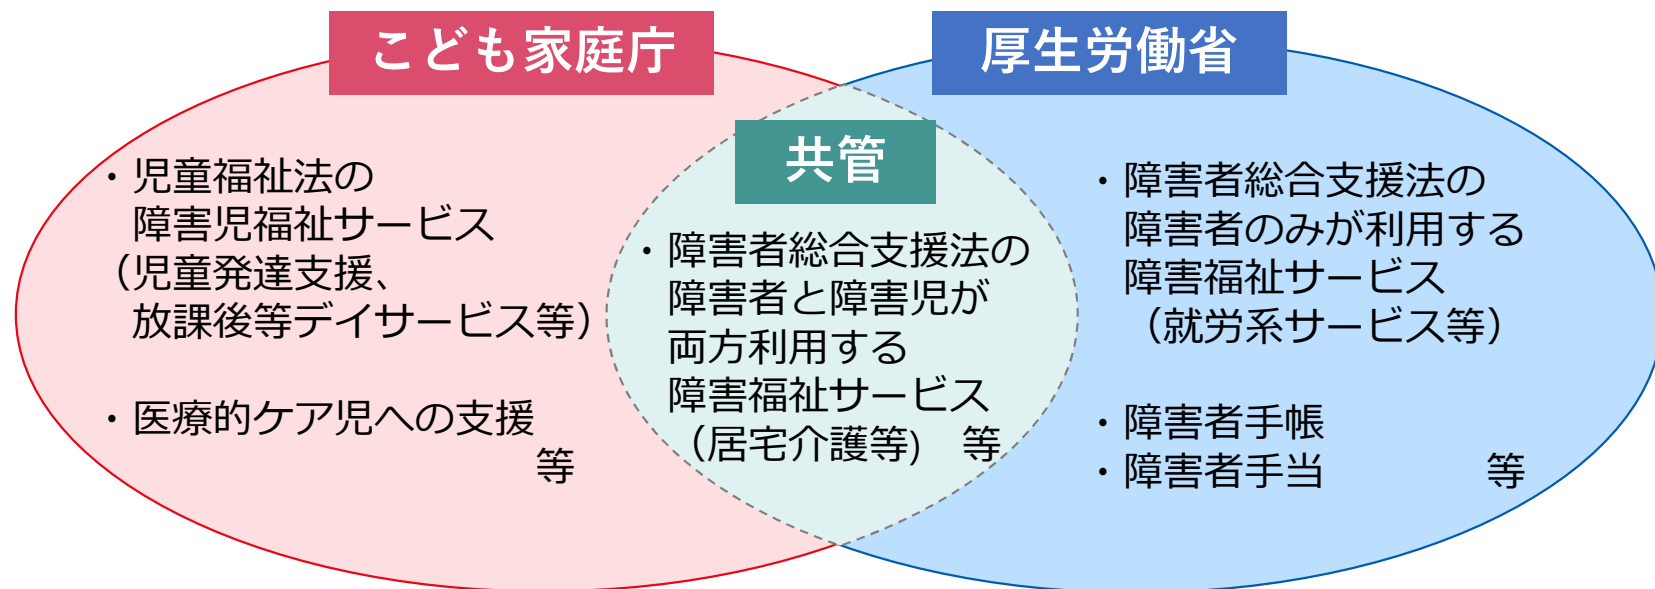 こども家庭庁
・児童福祉法の
障害児福祉サービス
（児童発達支援、
放課後等デイサービス等）
・医療的ケア児への支援
等
共管
・障害者総合支援法の
障害者と障害児が
両方利用する
障害福祉サービス
（居宅介護等)　等
厚生労働省
・障害者総合支援法の
障害者のみが利用する
障害福祉サービス
（就労系サービス等）
・障害者手帳
・障害者手当　　　　等